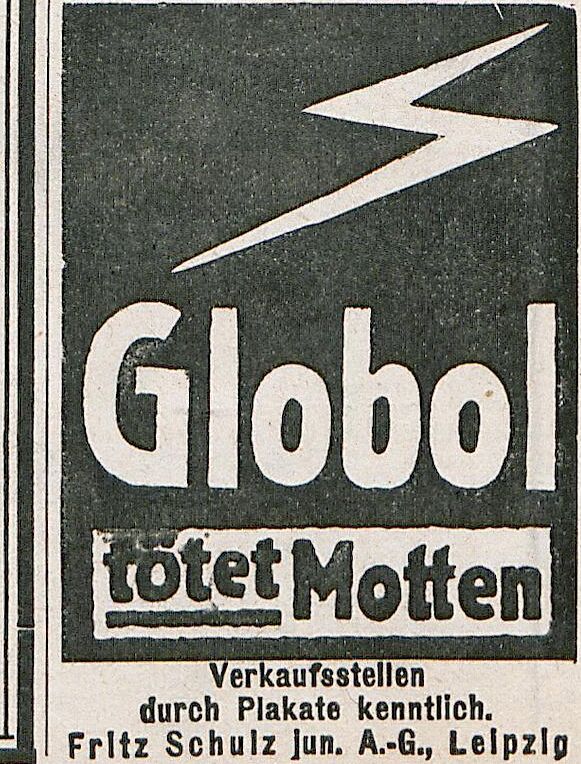 Globol
tötet Motten
Verkaufsstellen
durch Plakate kenntlich.
Fritz Schulz jun. A.-G., Leipzig